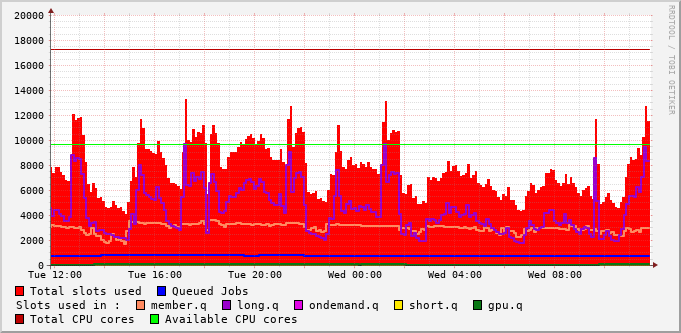 20000
18000
16000
14000
12000
10000
8000
6000
4000
2000
0
Tue 12:00 Tue 16:00 Tue 20:00 Wed 00:00 Wed 04:00 Wed 08:00
Total slots used Queued Jobs
Slots used in : member.q long.q ondemand.q short.q gpu.q
Total CPU cores Available CPU cores
RRDTOOL / TOBI OETIKER